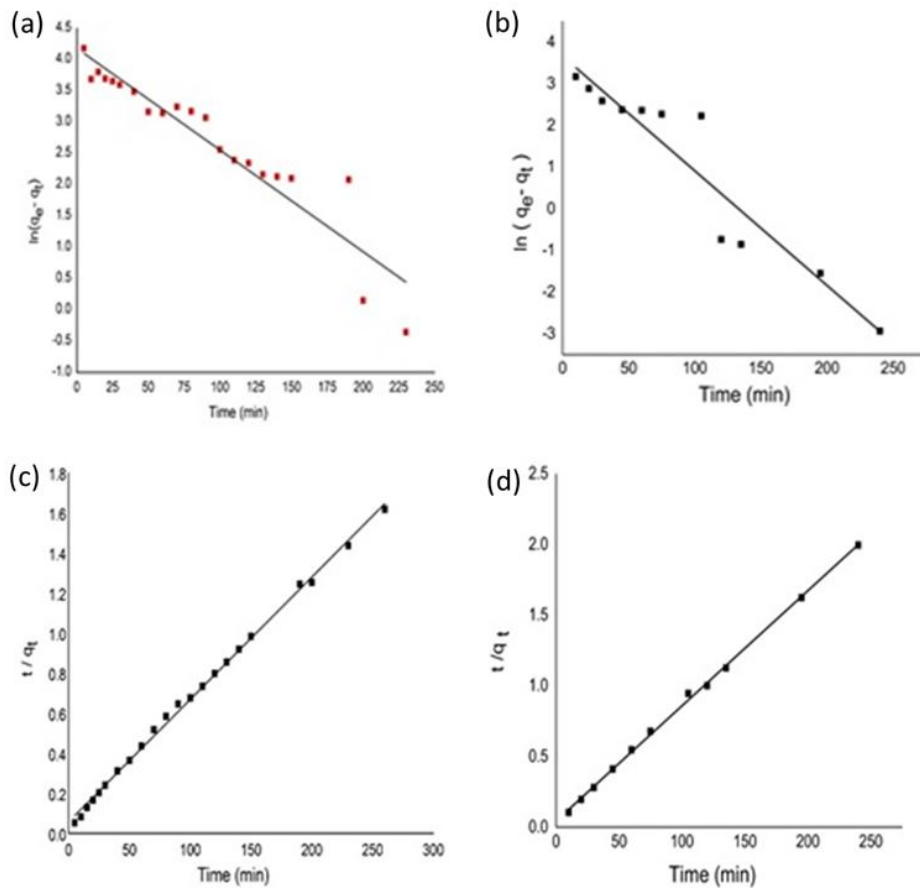 (a)
4.5
4.0
3.5
3.0
2.5
2.0
1.5
1.0
0.5
0.0
-0.5
-1.0
ln(qₑ- qₜ)
0 25 50 75 100 125 150 175 200 225 250
Time (min)
(b)
4
3
2
0
-1
-2
-3
ln ( qₑ- qₜ )
0 50 100 150 200 250
Time (min)
(c)
1.8
1.6
1.4
1.2
1.0
0.8
0.6
0.4
0.2
0.0
t / qₜ
0 50 100 150 200 250 300
Time (min)
(d)
2.5
2.0
1.5
1.0
0.5
0.0
t /q ₜ
0 50 100 150 200 250
Time (min)